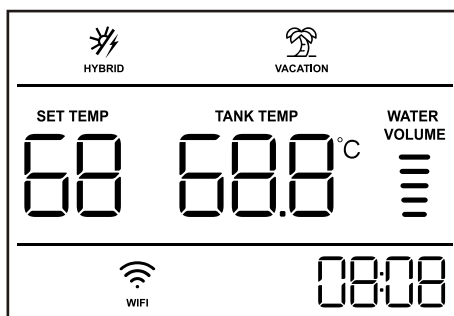 HYBRID
VACATION
SET TEMP
TANK TEMP
WATER
VOLUME
68
68.8
°C
WIFI
08:08